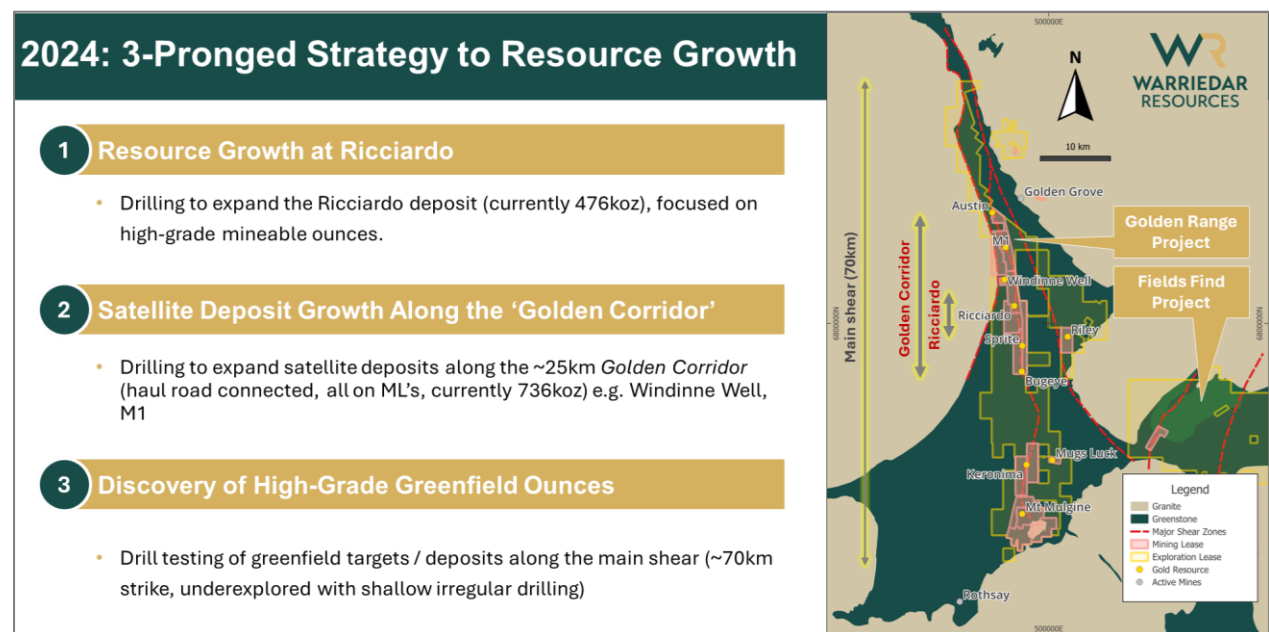 2024: 3-Pronged Strategy to Resource Growth
1 Resource Growth at Ricciardo
• Drilling to expand the Ricciardo deposit (currently 476koz), focused on
high-grade mineable ounces.
2 Satellite Deposit Growth Along the ‘Golden Corridor’
• Drilling to expand satellite deposits along the ~25km Golden Corridor
(haul road connected, all on ML’s, currently 736koz) e.g. Windinne Well,
M1
3 Discovery of High-Grade Greenfield Ounces
• Drill testing of greenfield targets / deposits along the main shear (~70km
strike, underexplored with shallow irregular drilling)
500000E
WR
WARRIEDAR
RESOURCES
N
10 km
Golden Grove
Austin
M1
Golden Range
Project
Windinne Well
Fields Find
Project
Main shear (70km)
Golden Corridor
Ricciardo
Ricciardo
Sprite
Riley
6800000N
6800000N
Bugeye
Mugs Luck
Keronima
Mt Mulgine
Rothsay
Legend
Granite
Greenstone
Major Shear Zones
Mining Lease
Exploration Lease
Gold Resource
Active Mines
500000E